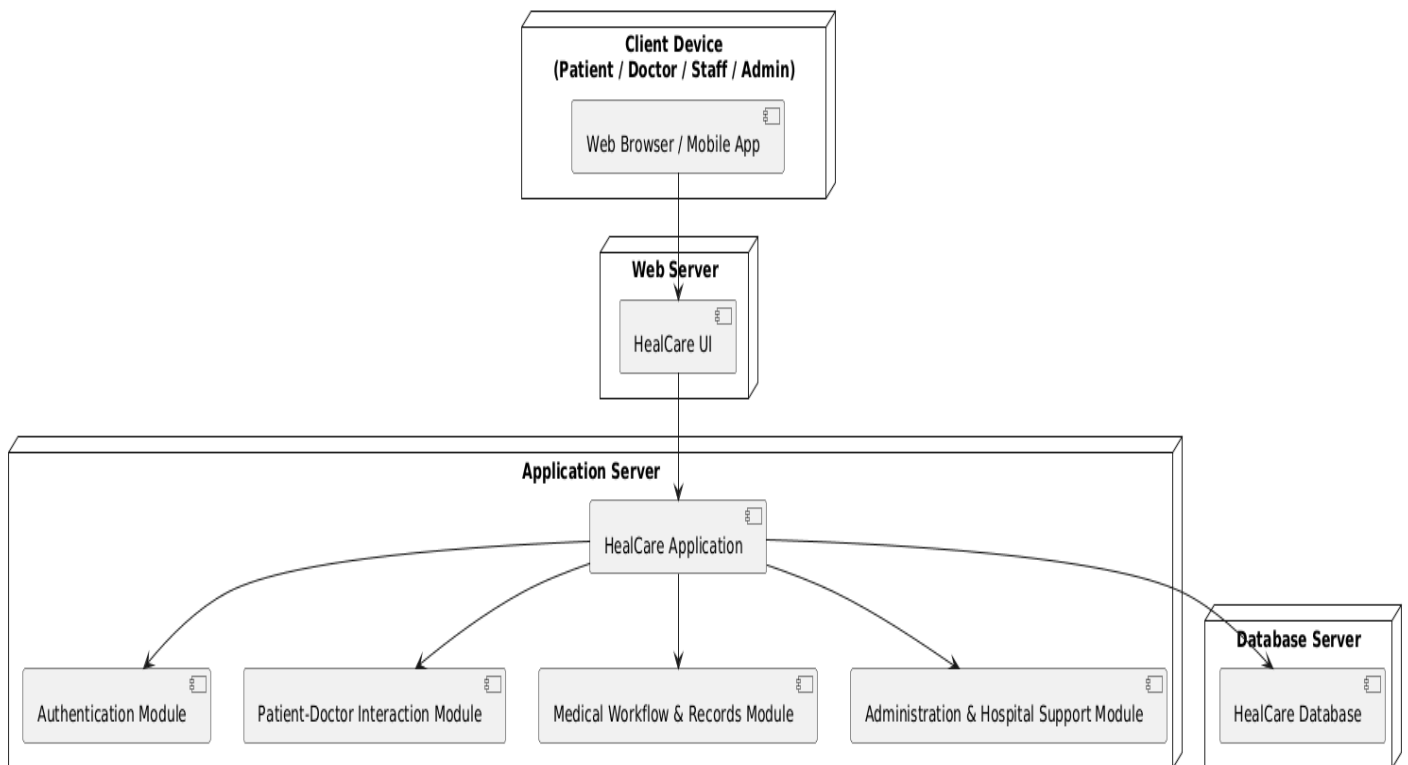 Client Device
(Patient / Doctor / Staff / Admin)
Web Browser / Mobile App
Web Server
HealCare UI
Application Server
HealCare Application
Database Server
Authentication Module
Patient-Doctor Interaction Module
Medical Workflow & Records Module
Administration & Hospital Support Module
HealCare Database